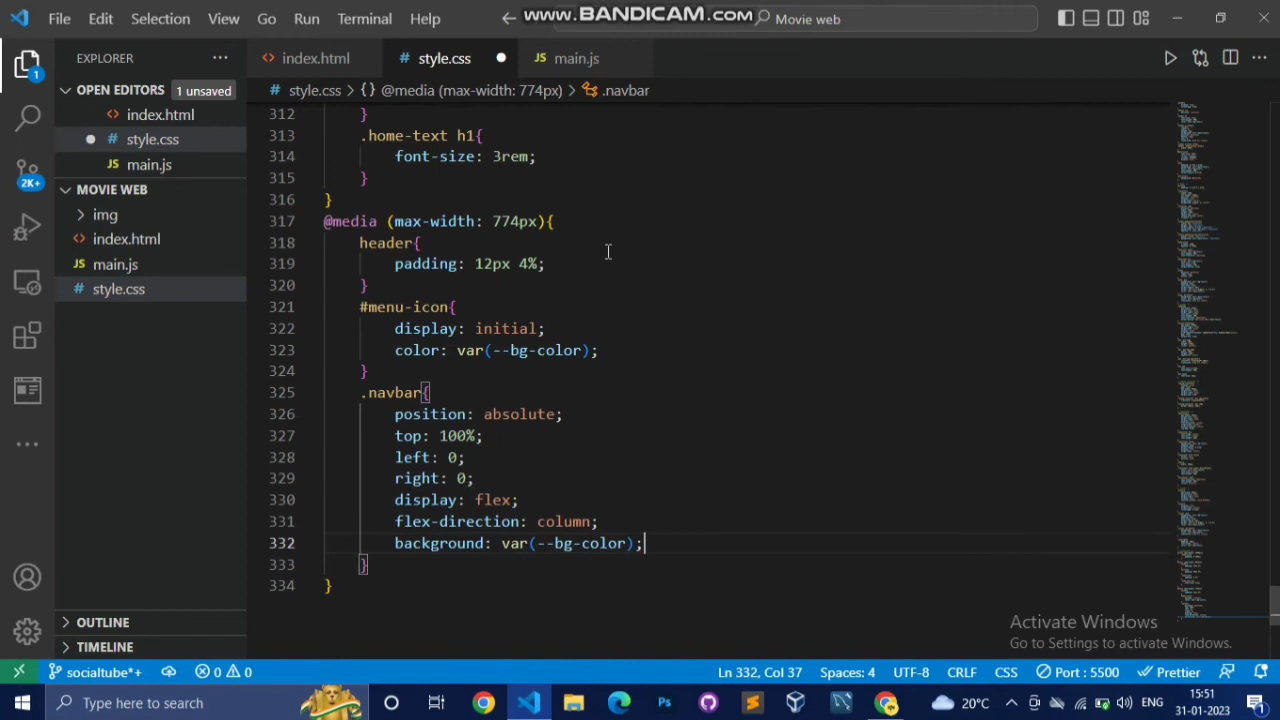 File Edit Selection View Go Run Terminal Help
www.BANDICAM.com
Movie web
EXPLORER
index.html
style.css
main.js
OPEN EDITORS
1 unsaved
style.css > {} @media (max-width: 774px) > .navbar
index.html
style.css
JS main.js
MOVIE WEB
img
index.html
JS main.js
style.css
312 }
313 .home-text h1{
314 font-size: 3rem;
315 }
316 }
317 @media (max-width: 774px){
318 header{
319 padding: 12px 4%;
320 }
321 #menu-icon{
322 display: initial;
323 color: var(--bg-color);
324 }
325 .navbar{
326 position: absolute;
327 top: 100%;
328 left: 0;
329 right: 0;
330 display: flex;
331 flex-direction: column;
332 background: var(--bg-color);
333 }
334 }
1
2K+
OUTLINE
TIMELINE
Activate Windows
Go to Settings to activate Windows.
socialtube*+ 0 0 Ln 332, Col 37 Spaces: 4 UTF-8 CRLF CSS Port : 5500 Prettier
Type here to search
Ps
20°C
ENG
15:51
31-01-2023
1